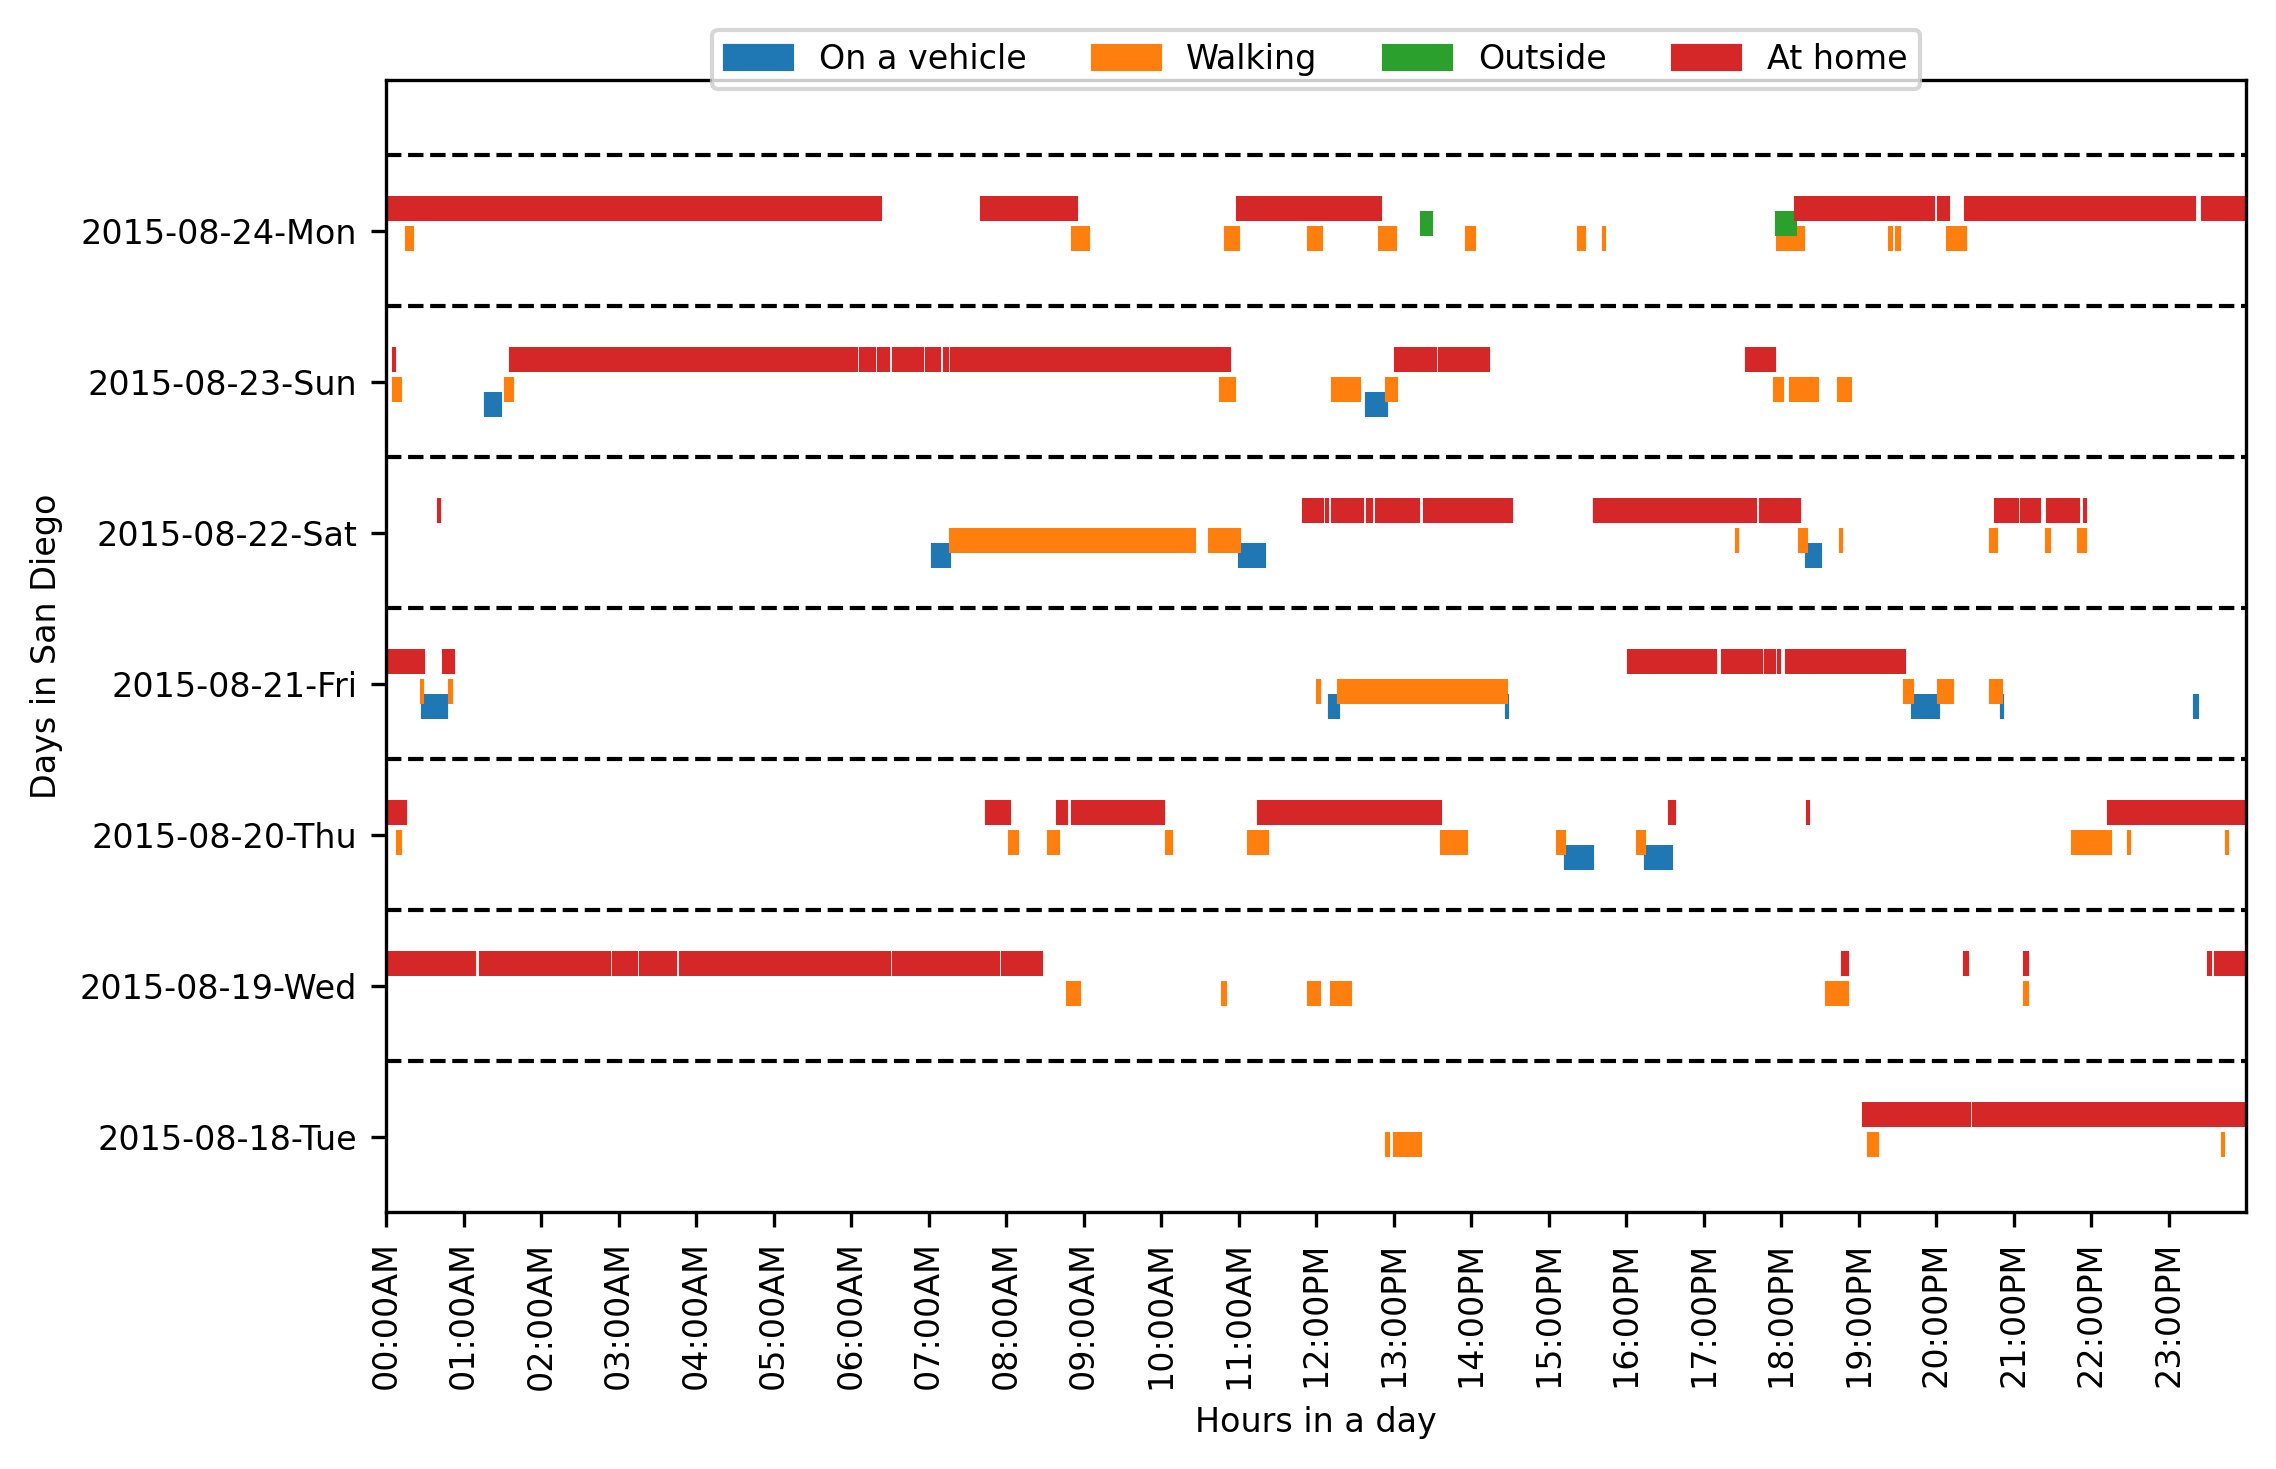 On a vehicle Walking Outside At home
2015-08-24-Mon
2015-08-23-Sun
2015-08-22-Sat
2015-08-21-Fri
2015-08-20-Thu
2015-08-19-Wed
2015-08-18-Tue
Days in San Diego
00:00AM 01:00AM 02:00AM 03:00AM 04:00AM 05:00AM 06:00AM 07:00AM 08:00AM 09:00AM 10:00AM 11:00AM 12:00PM 13:00PM 14:00PM 15:00PM 16:00PM 17:00PM 18:00PM 19:00PM 20:00PM 21:00PM 22:00PM 23:00PM
Hours in a day